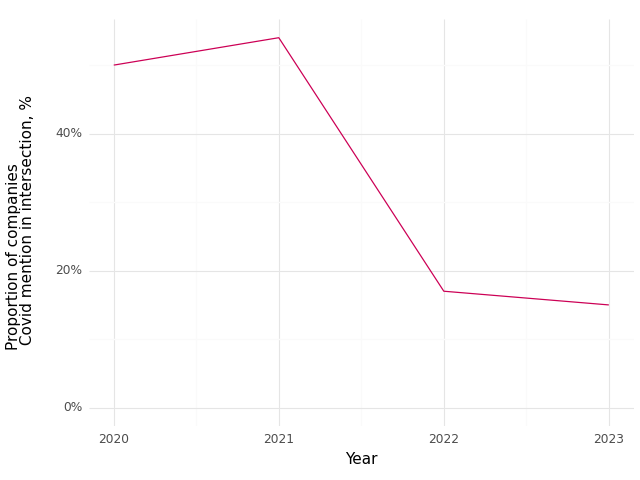 Proportion of companies
Covid mention in intersection, %
40%
20%
0%
2020
2021
2022
2023
Year